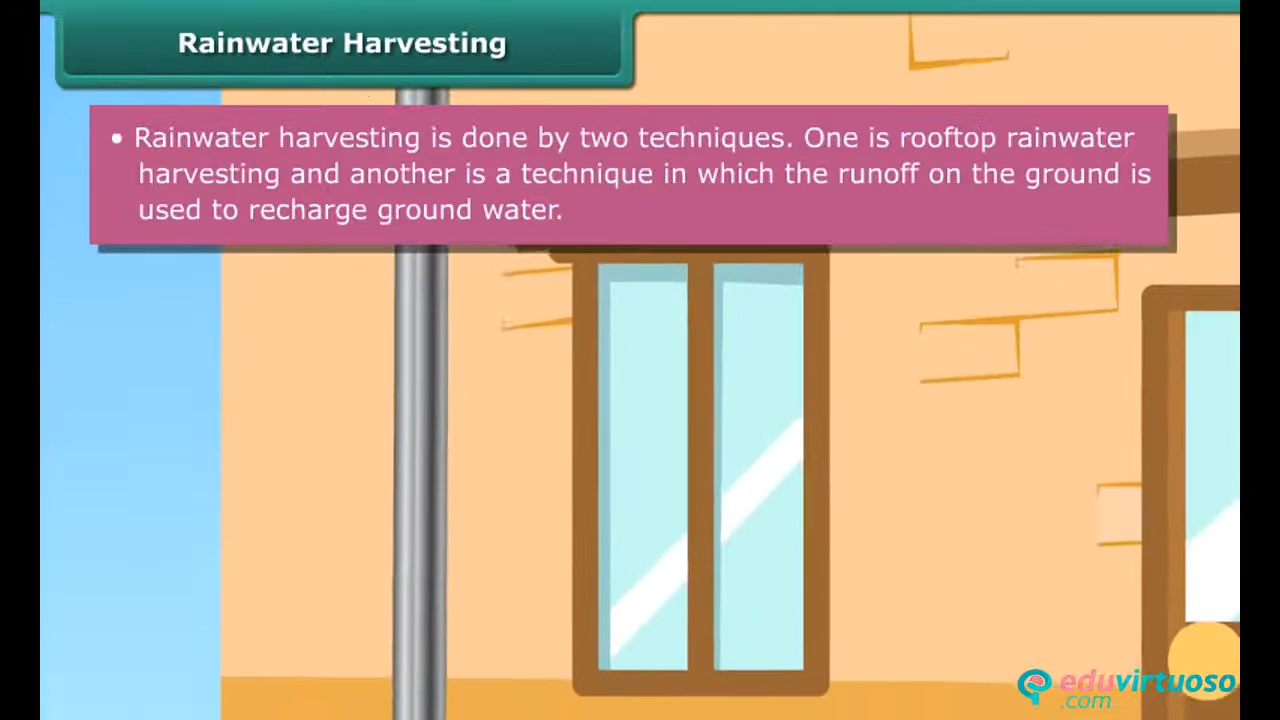 Rainwater Harvesting
• Rainwater harvesting is done by two techniques. One is rooftop rainwater
harvesting and another is a technique in which the runoff on the ground is
used to recharge ground water.
eduvirtuoso
.com